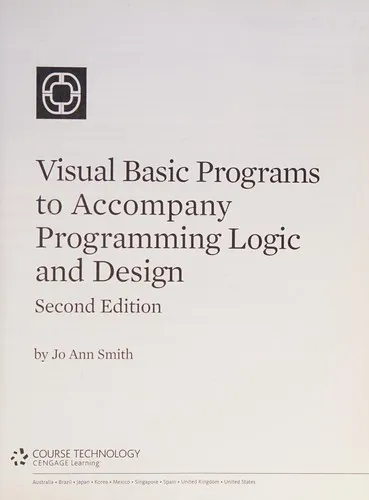 Visual Basic Programs
to Accompany
Programming Logic
and Design
Second Edition
by Jo Ann Smith
COURSE TECHNOLOGY
CENGAGE Learning
Australia • Brazil • Japan • Korea • Mexico • Singapore • Spain • United Kingdom • United States